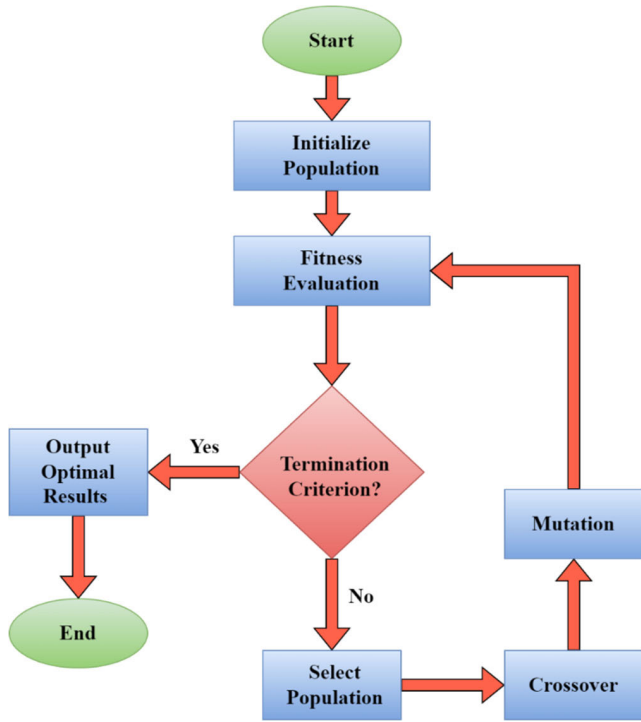 Start
Initialize
Population
Fitness
Evaluation
Termination
Criterion?
Yes
Output
Optimal
Results
End
No
Select
Population
Crossover
Mutation